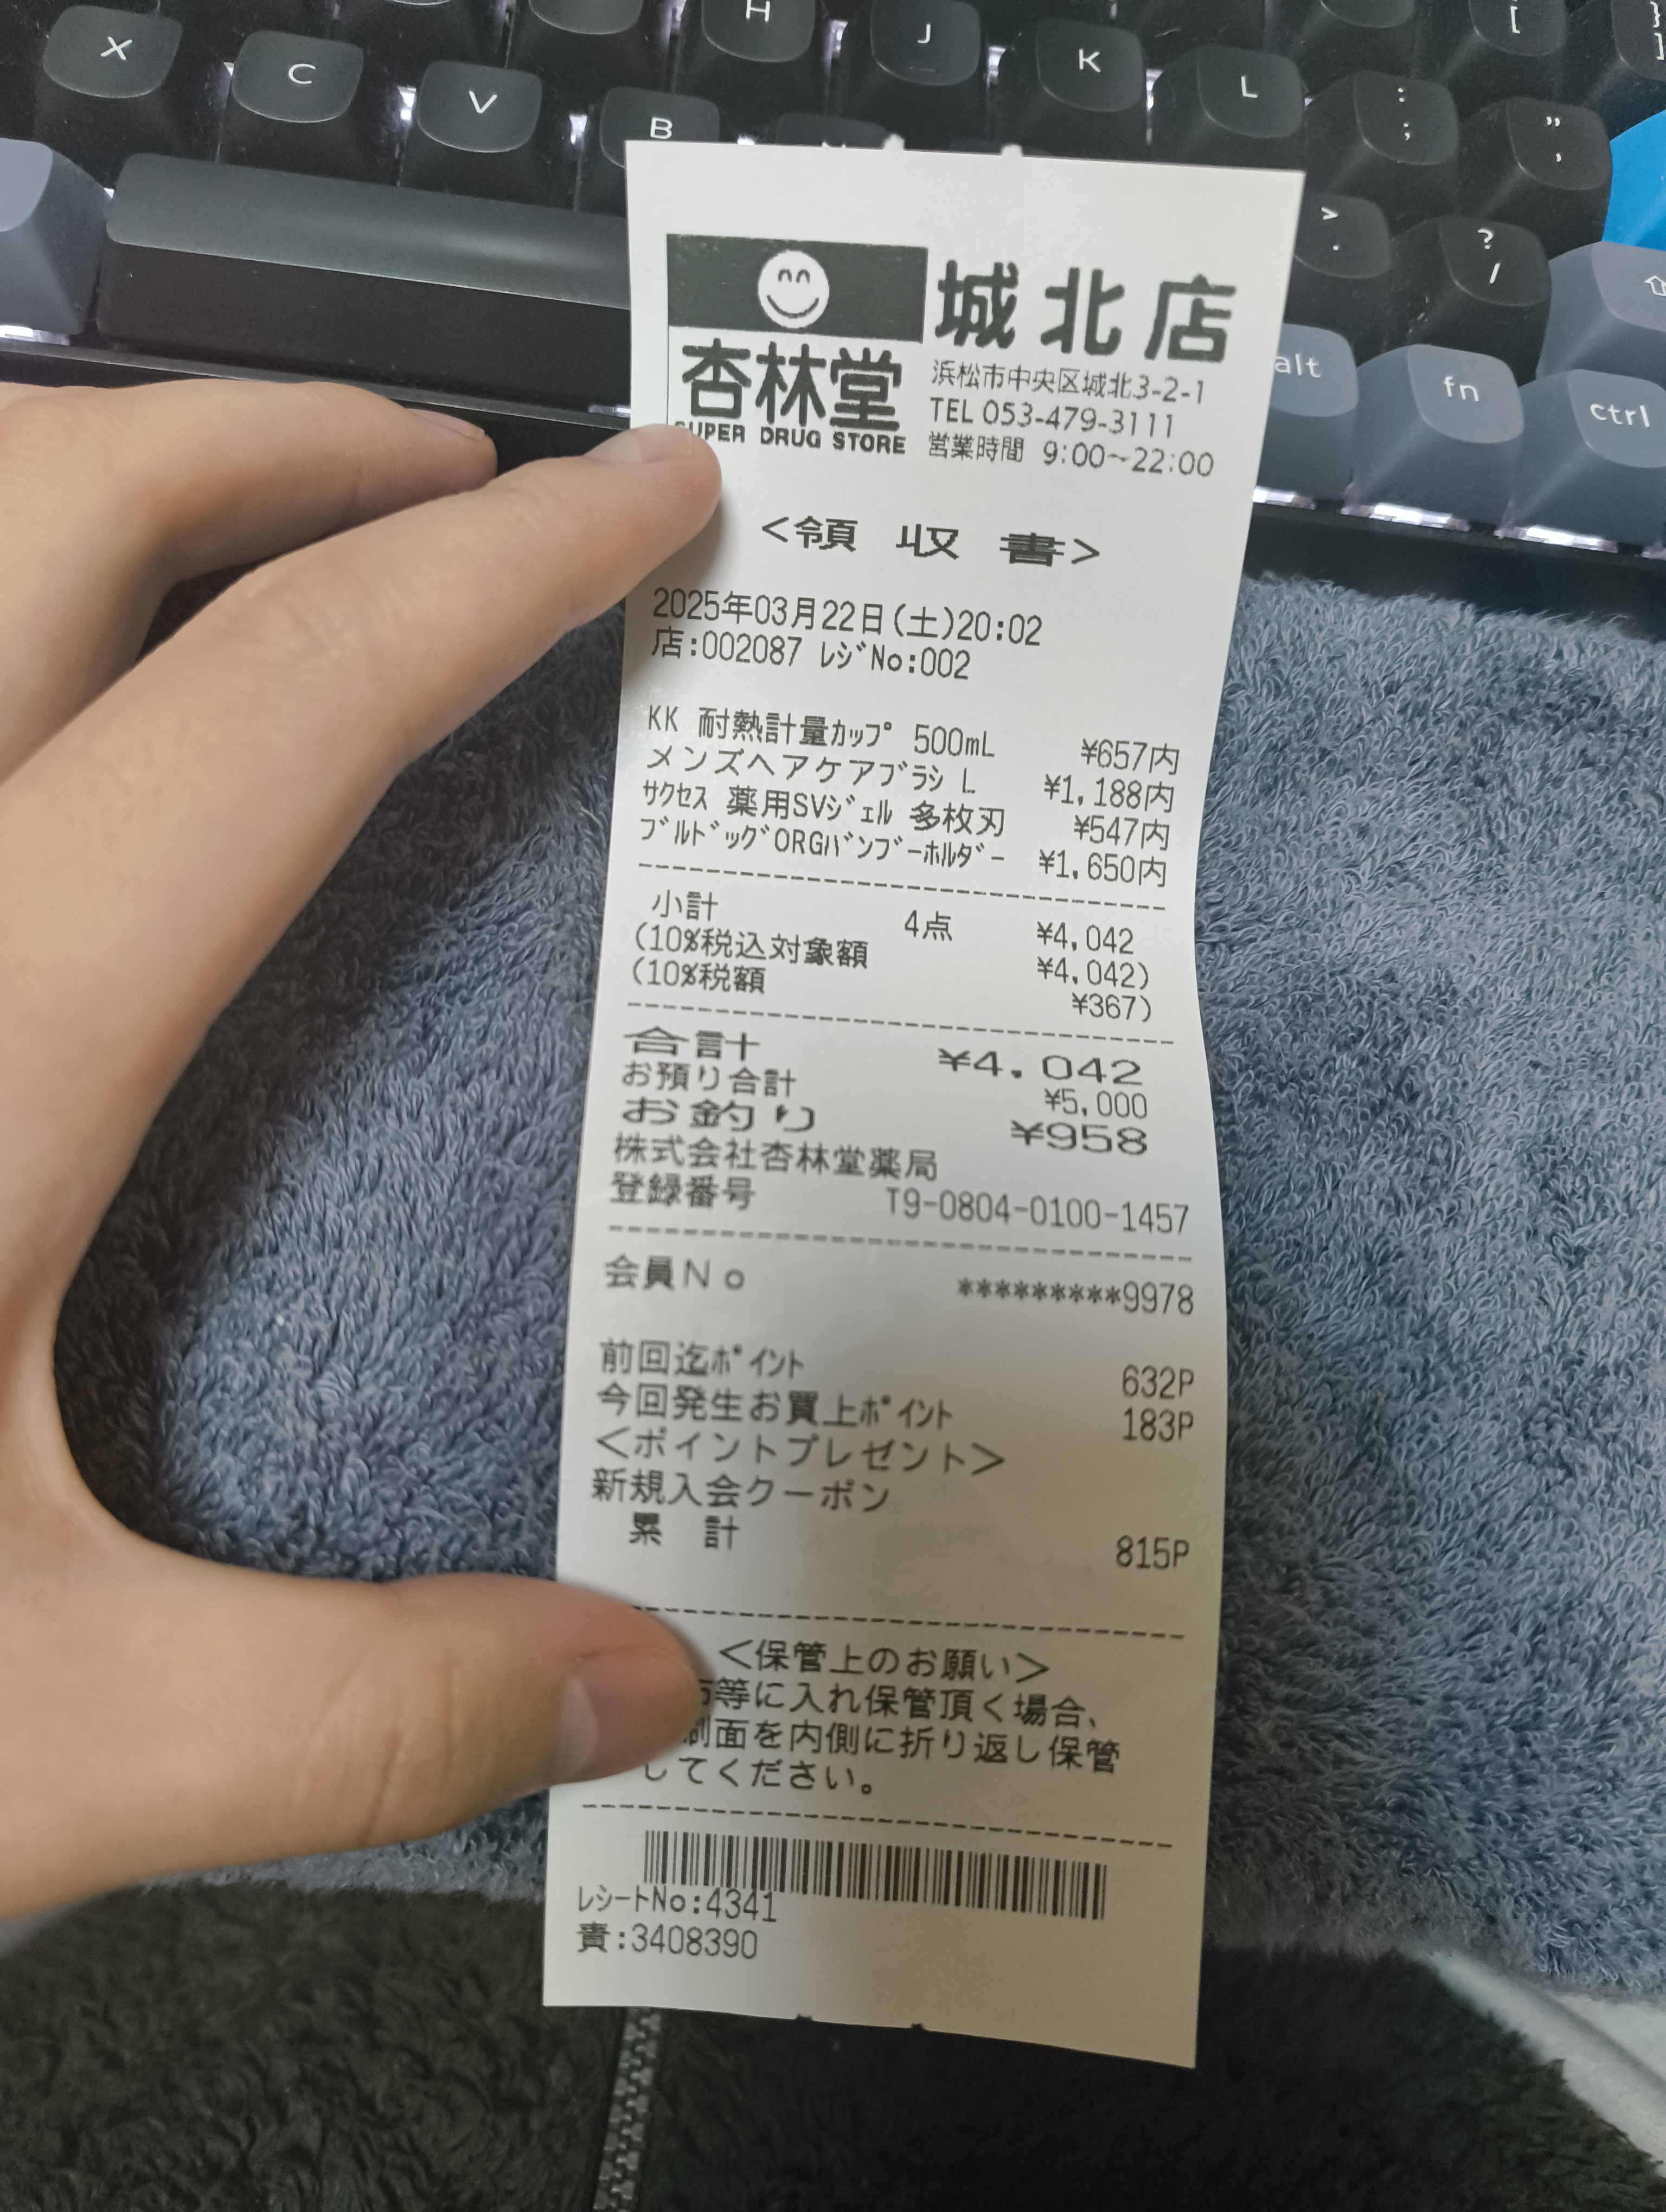 X C V B H J K L : ; " , [ } ]
> . ? /
alt fn ctrl
城北店
杏林堂
SUPER DRUG STORE
浜松市中央区城北3-2-1
TEL 053-479-3111
営業時間 9:00~22:00
<領 収 書>
2025年03月22日(土)20:02
店:002087 レジNo:002
KK 耐熱計量カップ 500mL ¥657内
メンズヘアケアブラシ L ¥1,188内
サクセス 薬用SVジェル 多枚刃 ¥547内
ブルドッグORGバンブーホルダー ¥1,650内
小計 4点 ¥4,042
(10%税込対象額 ¥4,042)
(10%税額 ¥367)
合計 ¥4,042
お預り合計 ¥5,000
お釣り ¥958
株式会社杏林堂薬局
登録番号 T9-0804-0100-1457
会員No *********9978
前回迄ポイント 632P
今回発生お買上ポイント 183P
<ポイントプレゼント>
新規入会クーポン
累 計 815P
<保管上のお願い>
等に入れ保管頂く場合、
刷面を内側に折り返し保管
してください。
レシートNo:4341
責:3408390